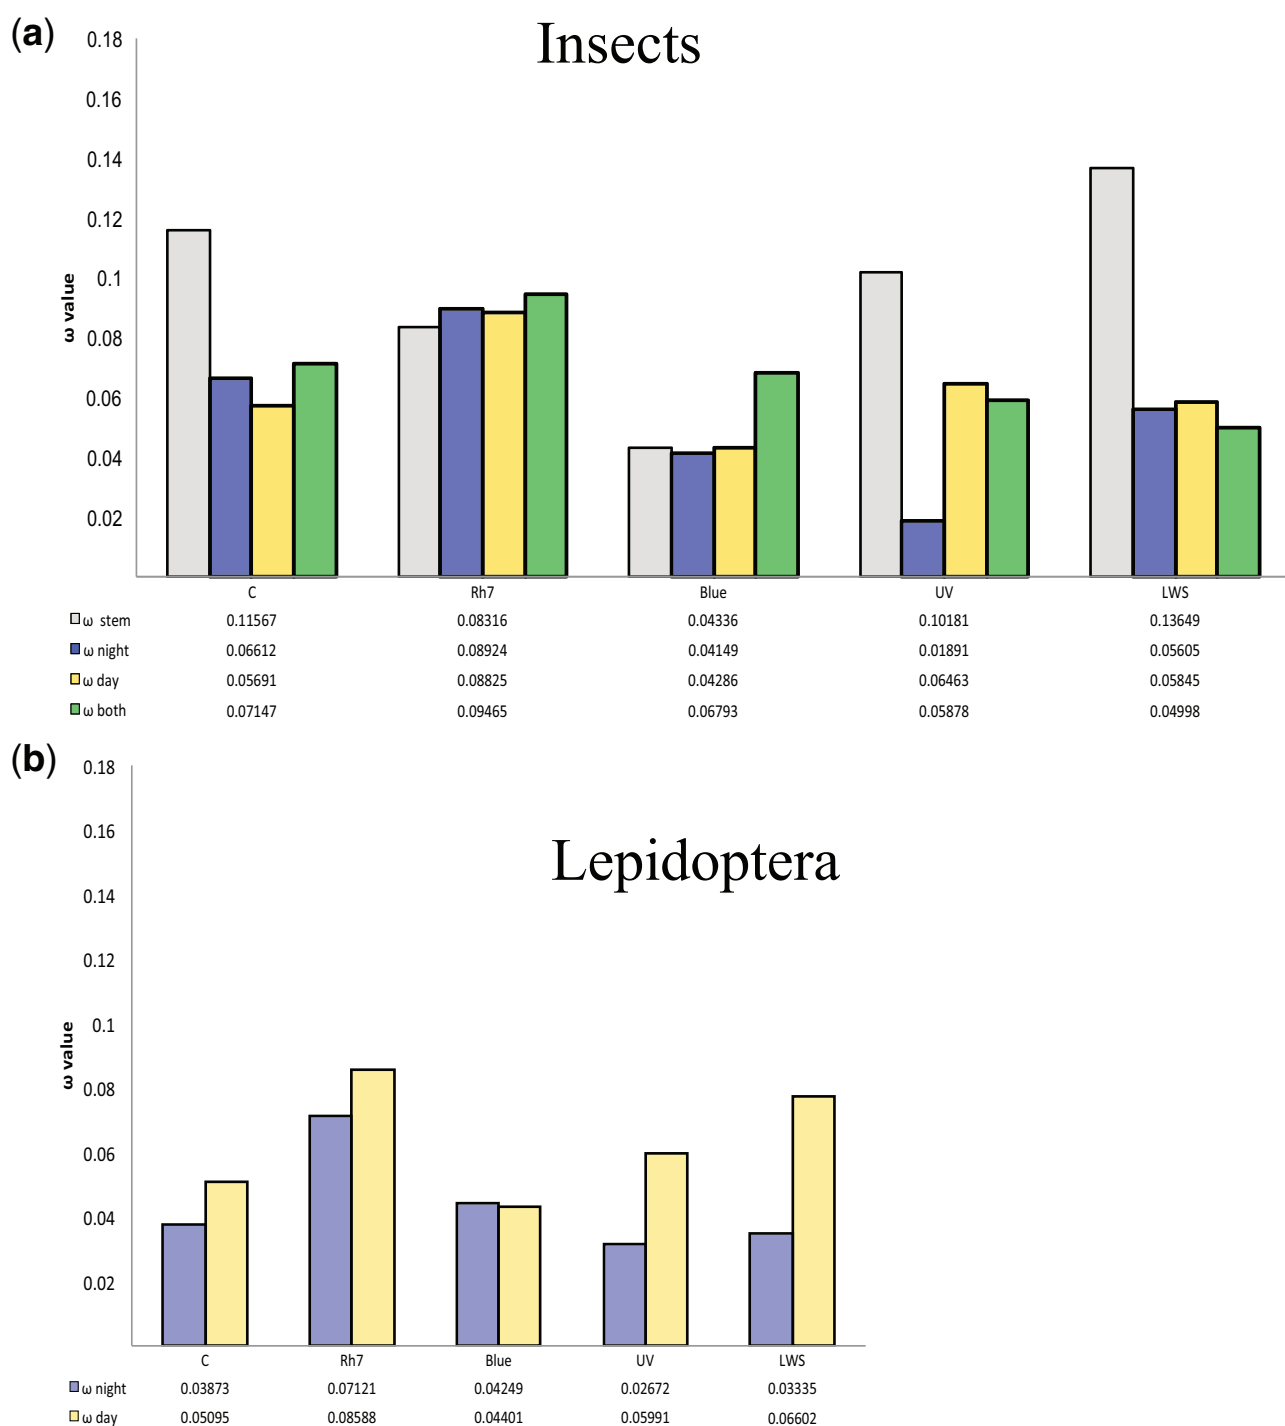 (a)
Insects
0.18
0.16
0.14
0.12
0.1
0.08
0.06
0.04
0.02
ω value
C Rh7 Blue UV LWS
ω stem 0.11567 0.08316 0.04336 0.10181 0.13649
ω night 0.06612 0.08924 0.04149 0.01891 0.05605
ω day 0.05691 0.08825 0.04286 0.06463 0.05845
ω both 0.07147 0.09465 0.06793 0.05878 0.04998
(b)
Lepidoptera
0.18
0.16
0.14
0.12
0.1
0.08
0.06
0.04
0.02
ω value
C Rh7 Blue UV LWS
ω night 0.03873 0.07121 0.04249 0.02672 0.03335
ω day 0.05095 0.08588 0.04401 0.05991 0.06602